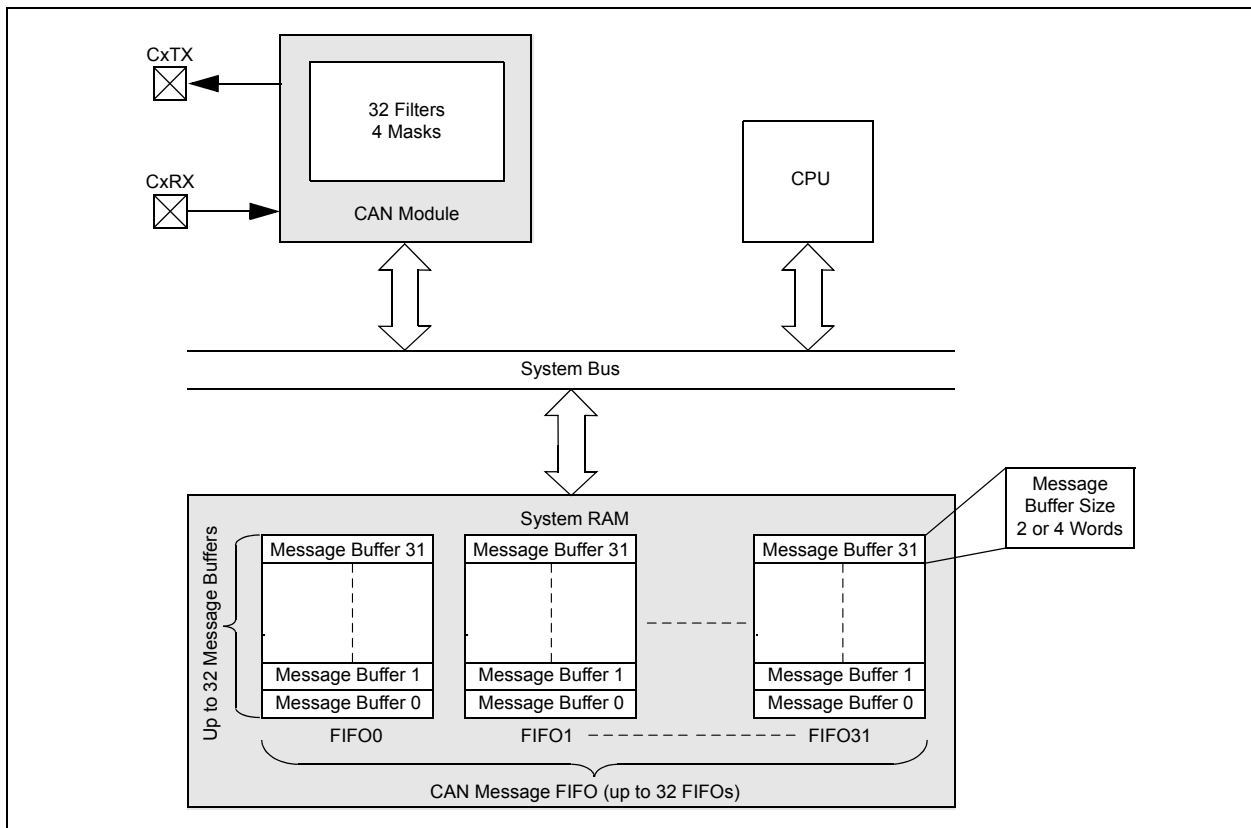 CxTX
32 Filters
4 Masks
CxRX
CAN Module
CPU
System Bus
Message
Buffer Size
2 or 4 Words
System RAM
Up to 32 Message Buffers
Message Buffer 31
Message Buffer 31
Message Buffer 31
Message Buffer 1
Message Buffer 1
Message Buffer 1
Message Buffer 0
Message Buffer 0
Message Buffer 0
FIFO0
FIFO1
FIFO31
CAN Message FIFO (up to 32 FIFOs)